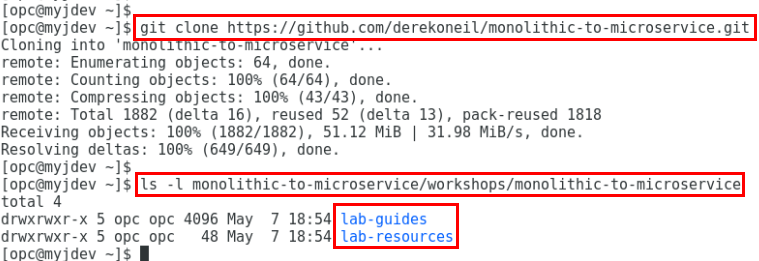 [opc@myjdev ~]$
[opc@myjdev ~]$ git clone https://github.com/derekoneil/monolithic-to-microservice.git
Cloning into 'monolithic-to-microservice'...
remote: Enumerating objects: 64, done.
remote: Counting objects: 100% (64/64), done.
remote: Compressing objects: 100% (43/43), done.
remote: Total 1882 (delta 16), reused 52 (delta 13), pack-reused 1818
Receiving objects: 100% (1882/1882), 51.12 MiB | 31.98 MiB/s, done.
Resolving deltas: 100% (649/649), done.
[opc@myjdev ~]$
[opc@myjdev ~]$ ls -l monolithic-to-microservice/workshops/monolithic-to-microservice
total 4
drwxrwxr-x 5 opc opc 4096 May  7 18:54 lab-guides
drwxrwxr-x 5 opc opc   48 May  7 18:54 lab-resources
[opc@myjdev ~]$